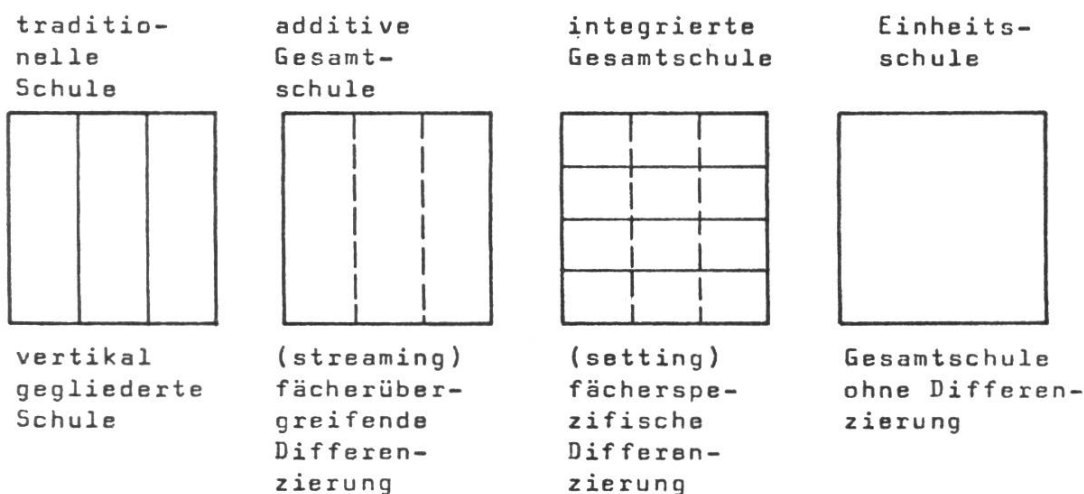 traditio-
nelle
Schule
additive
Gesamt-
schule
integrierte
Gesamtschule
Einheits-
schule
vertikal
gegliederte
Schule
(streaming)
fächerüber-
greifende
Differen-
zierung
(setting)
fächerspe-
zifische
Differen-
zierung
Gesamtschule
ohne Differen-
zierung